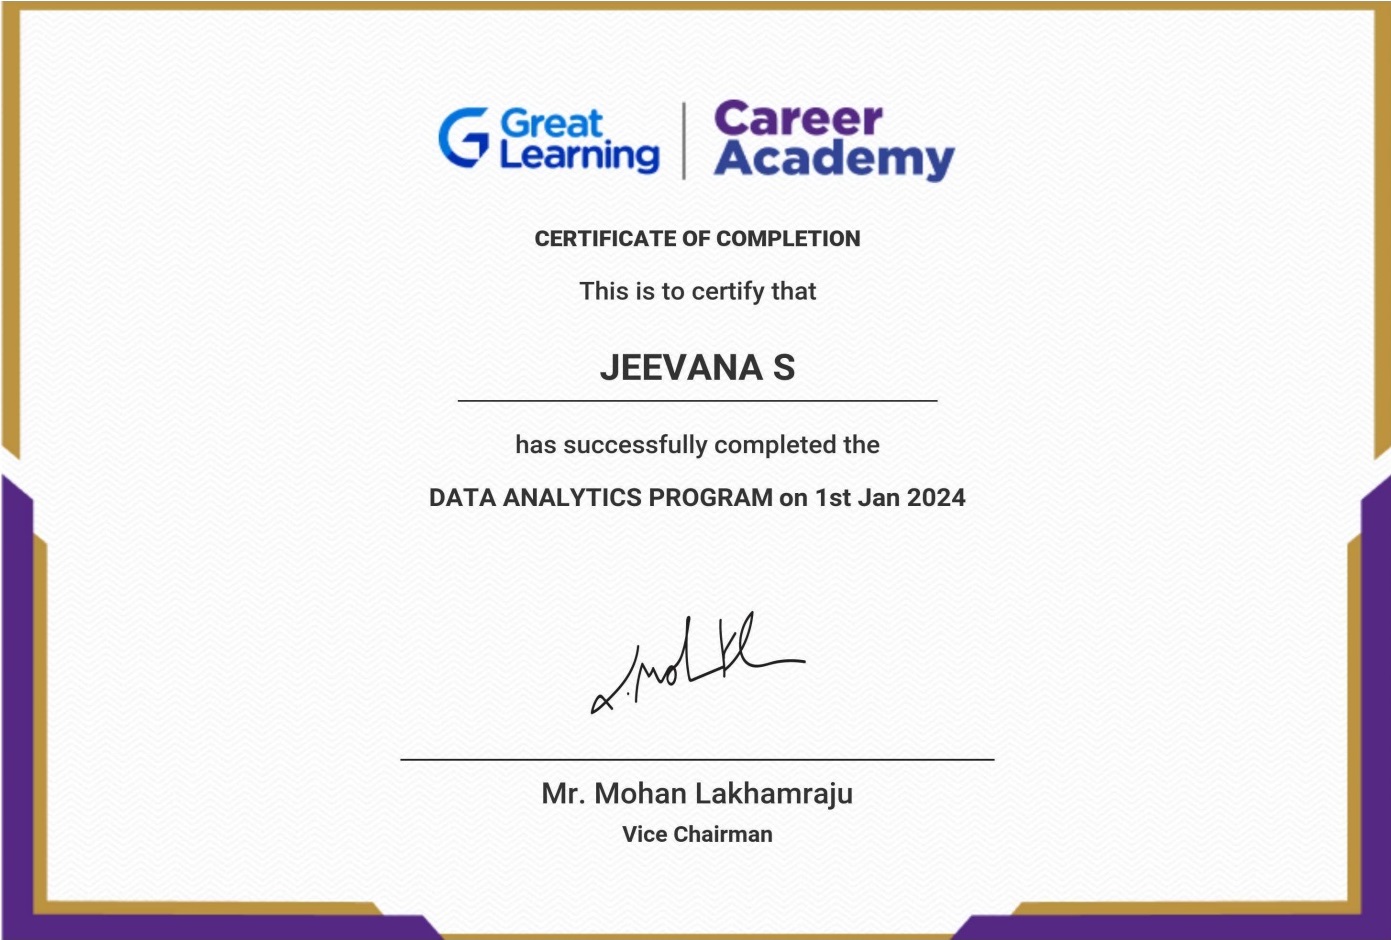 Great Learning
Career Academy
CERTIFICATE OF COMPLETION
This is to certify that
JEEVANA S
has successfully completed the
DATA ANALYTICS PROGRAM on 1st Jan 2024
Mr. Mohan Lakhamraju
Vice Chairman